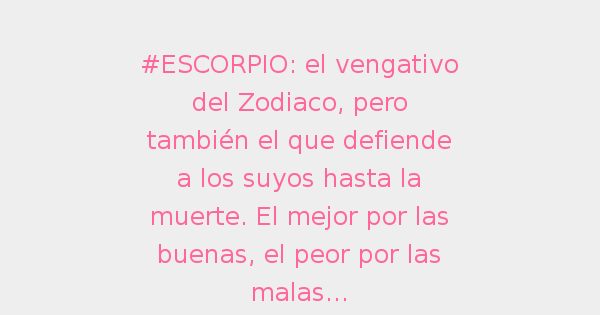 #ESCORPIO: el vengativo
del Zodiaco, pero
también el que defiende
a los suyos hasta la
muerte. El mejor por las
buenas, el peor por las
malas...